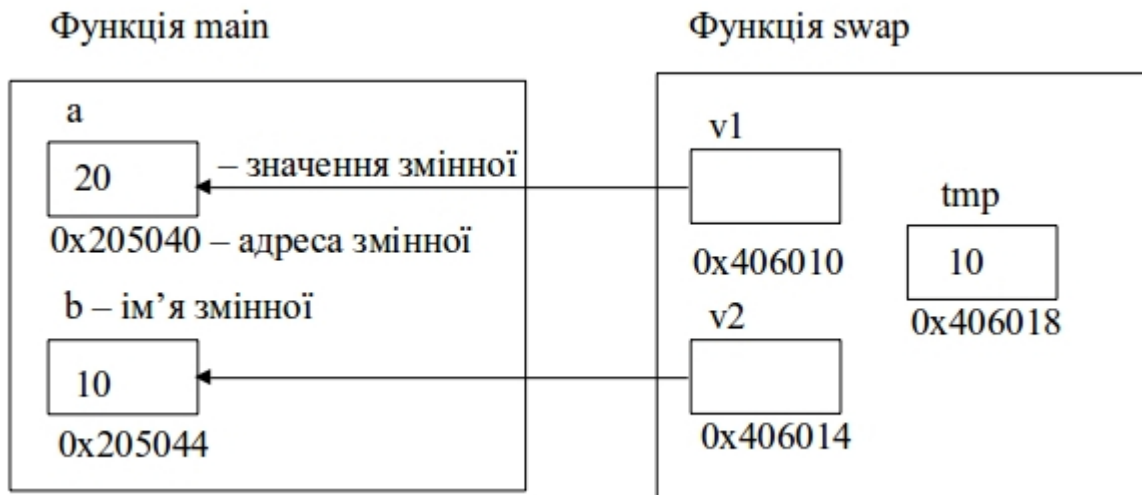 Функція main
Функція swap
a
20
– значення змінної
0x205040 – адреса змінної
b – ім’я змінної
10
0x205044
v1
0x406010
tmp
10
0x406018
v2
0x406014